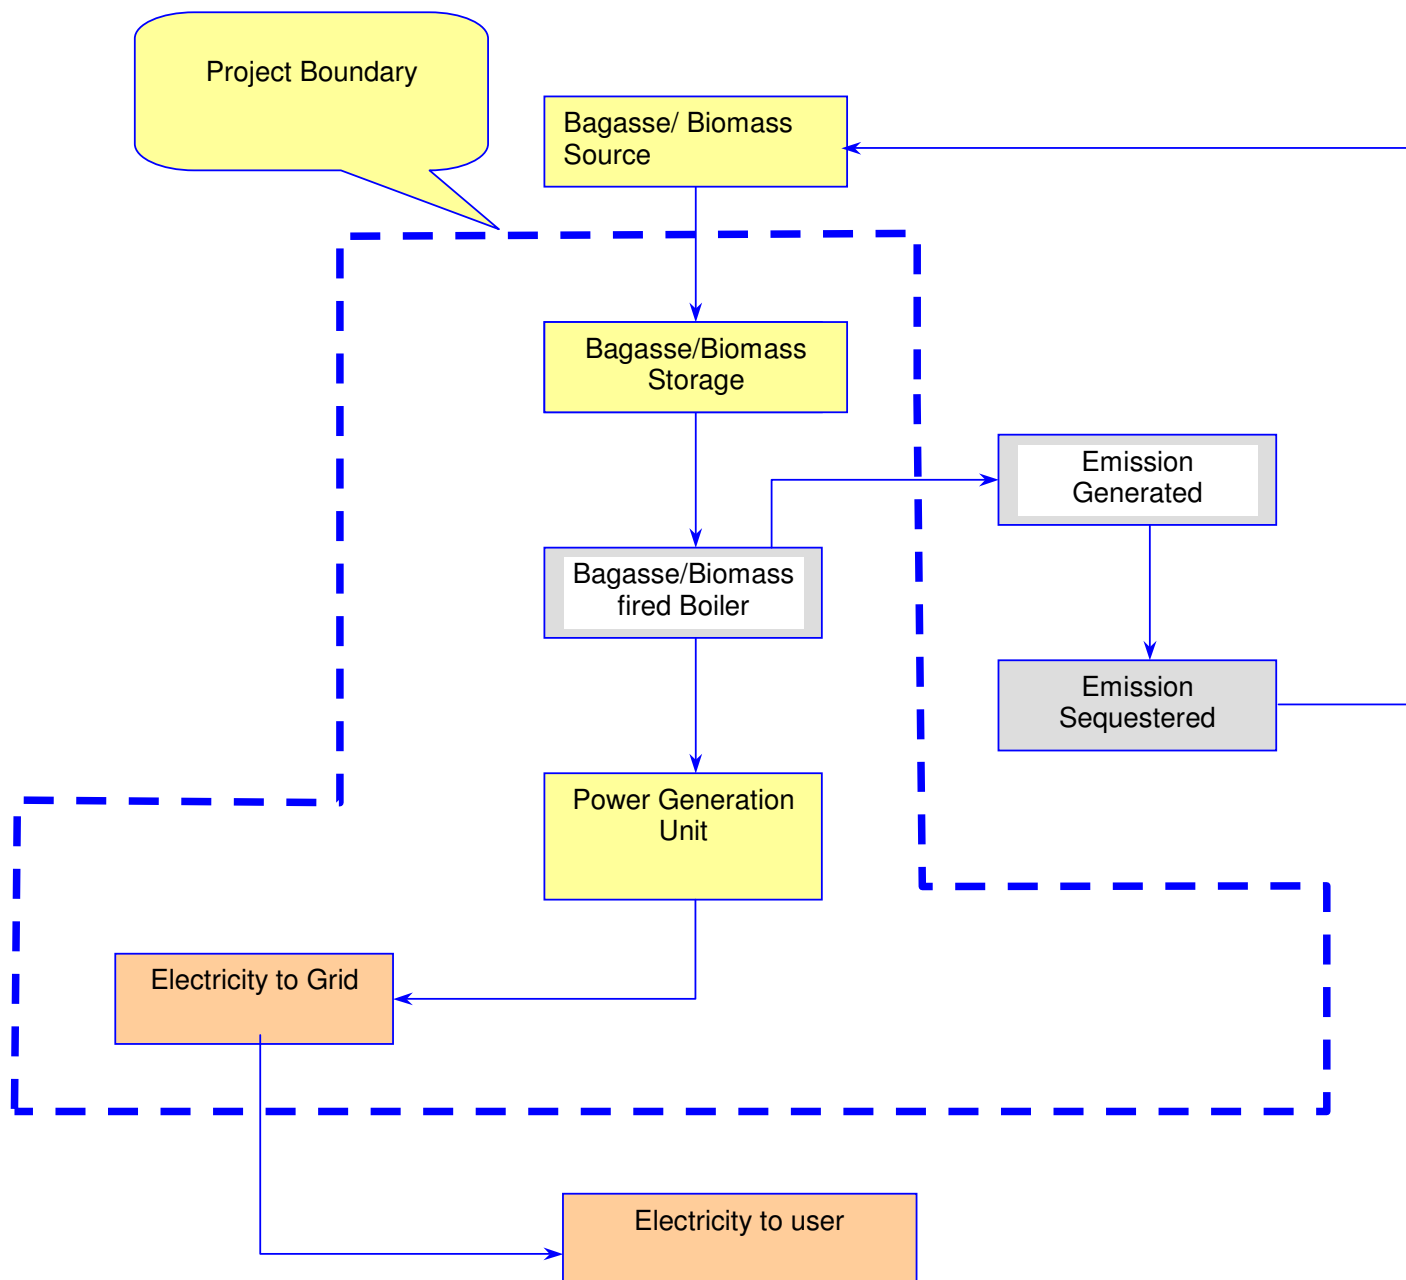 Project Boundary
Bagasse/ Biomass
Source
Bagasse/Biomass
Storage
Emission
Generated
Bagasse/Biomass
fired Boiler
Emission
Sequestered
Power Generation
Unit
Electricity to Grid
Electricity to user